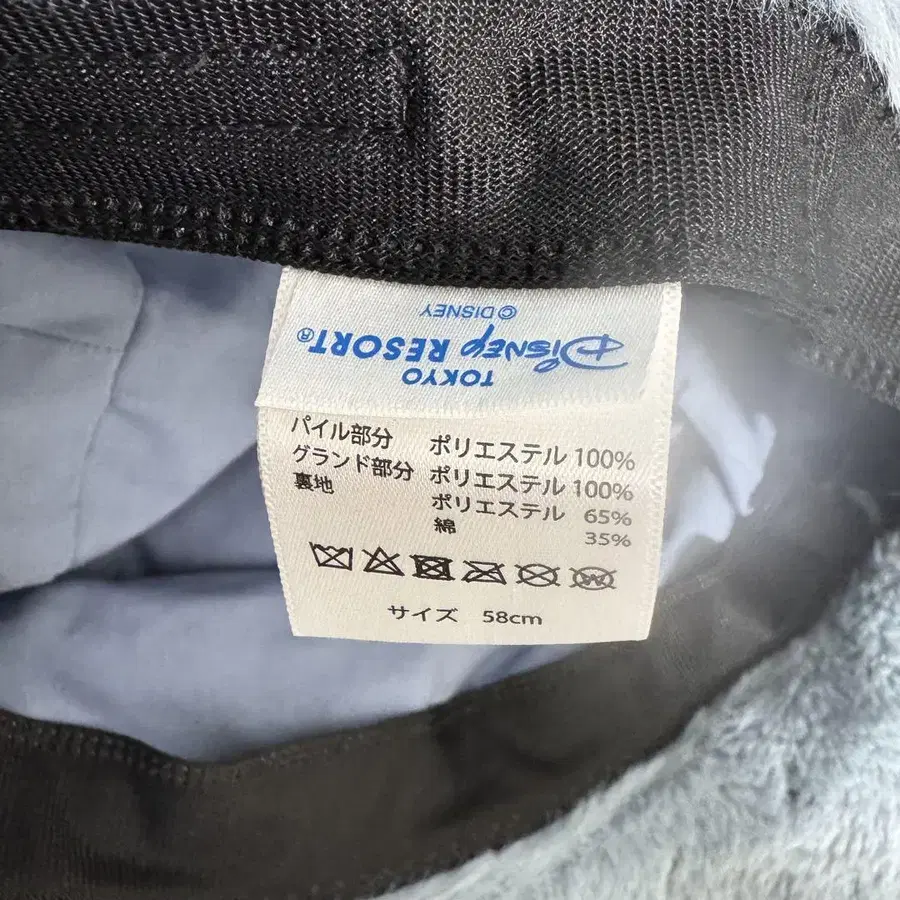 TOKYO
Disney RESORT®
© DISNEY
パイル部分 ポリエステル 100%
グランド部分 ポリエステル 100%
裏地 ポリエステル 65%
綿 35%
サイズ 58cm